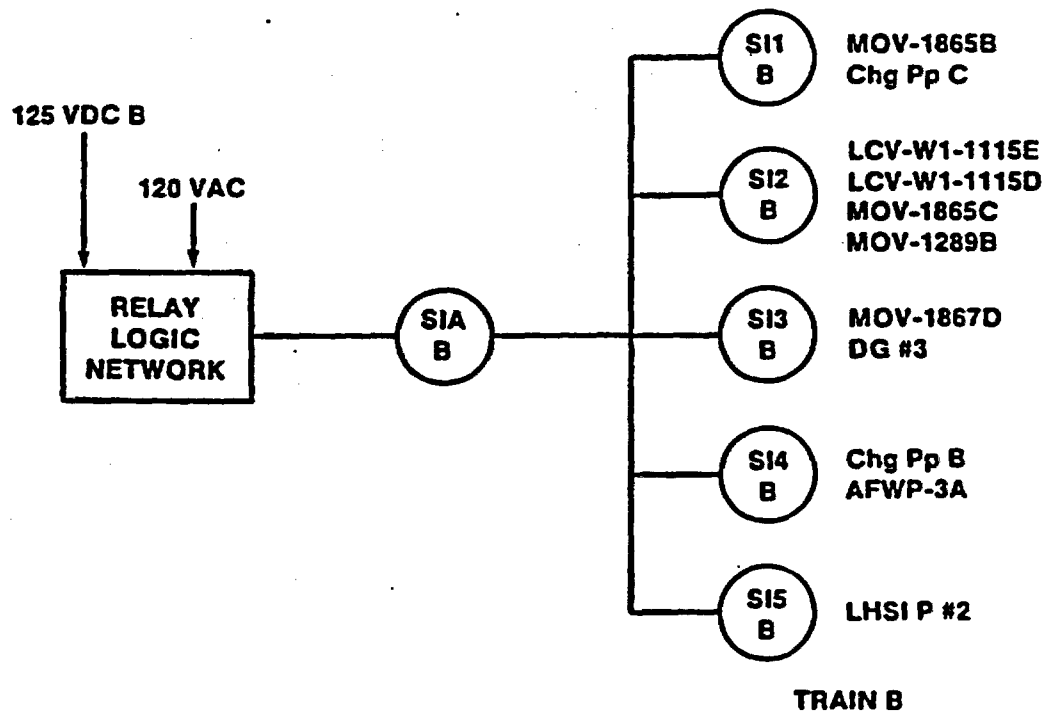 125 VDC B
120 VAC
RELAY
LOGIC
NETWORK
SIA
B
SI1
B
MOV-1865B
Chg Pp C
SI2
B
LCV-W1-1115E
LCV-W1-1115D
MOV-1865C
MOV-1289B
SI3
B
MOV-1867D
DG #3
SI4
B
Chg Pp B
AFWP-3A
SI5
B
LHSI P #2
TRAIN B